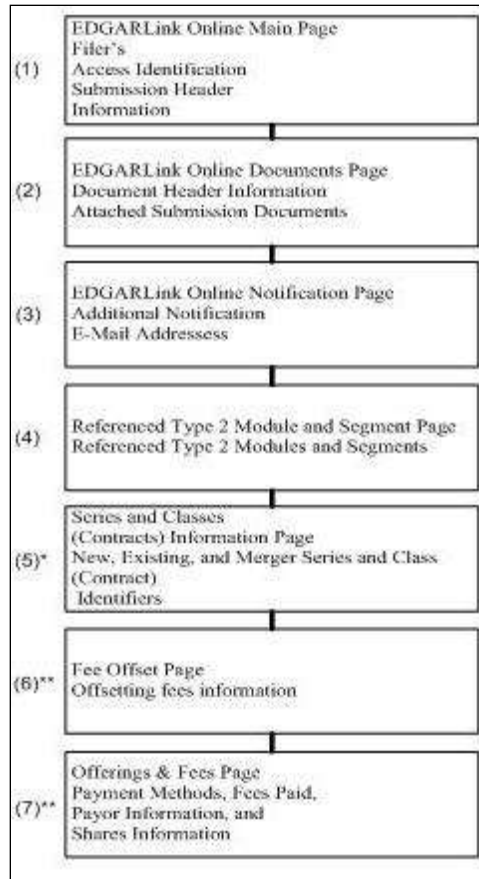 (1)
EDGARLink Online Main Page
Filer's
Access Identification
Submission Header
Information
(2)
EDGARLink Online Documents Page
Document Header Information
Attached Submission Documents
(3)
EDGARLink Online Notification Page
Additional Notification
E-Mail Addressess
(4)
Referenced Type 2 Module and Segment Page
Referenced Type 2 Modules and Segments
(5)*
Series and Classes
(Contracts) Information Page
New, Existing, and Merger Series and Class
(Contract)
Identifiers
(6)**
Fee Offset Page
Offsetting fees information
(7)**
Offerings & Fees Page
Payment Methods, Fees Paid,
Payor Information, and
Shares Information